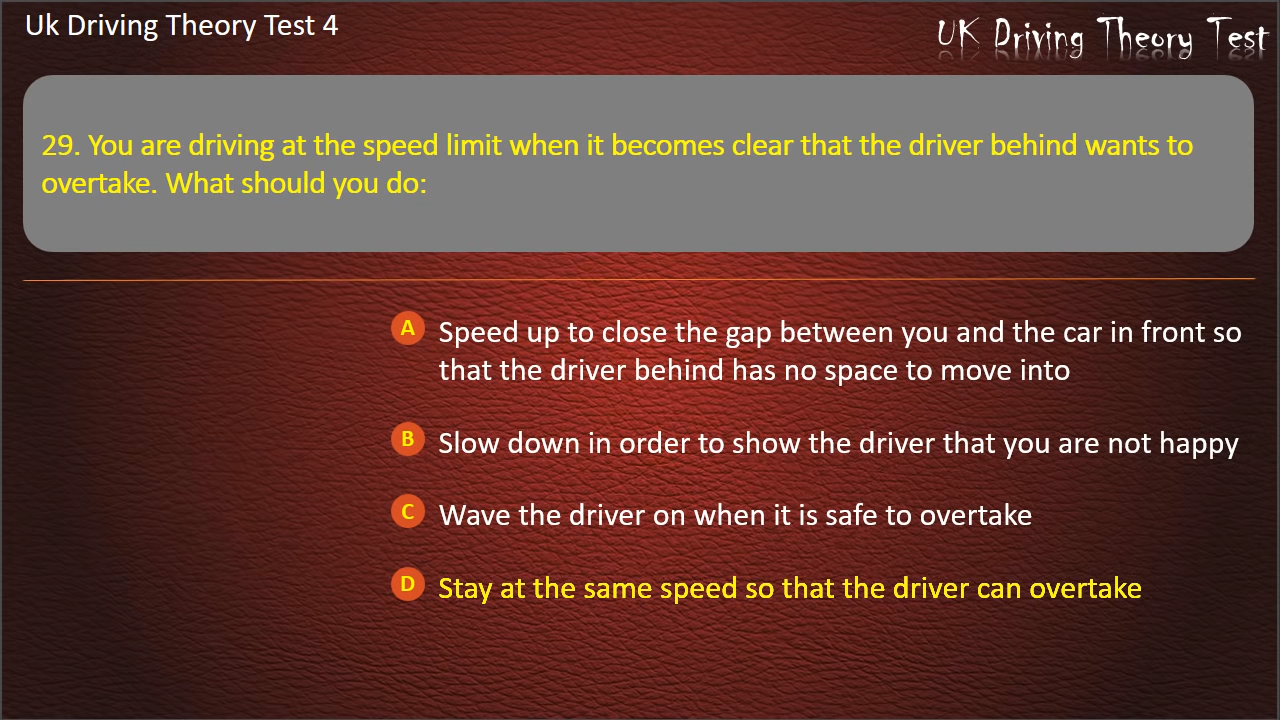 Uk Driving Theory Test 4
UK Driving Theory Test
29. You are driving at the speed limit when it becomes clear that the driver behind wants to
overtake. What should you do:
A Speed up to close the gap between you and the car in front so
that the driver behind has no space to move into
B Slow down in order to show the driver that you are not happy
C Wave the driver on when it is safe to overtake
D Stay at the same speed so that the driver can overtake